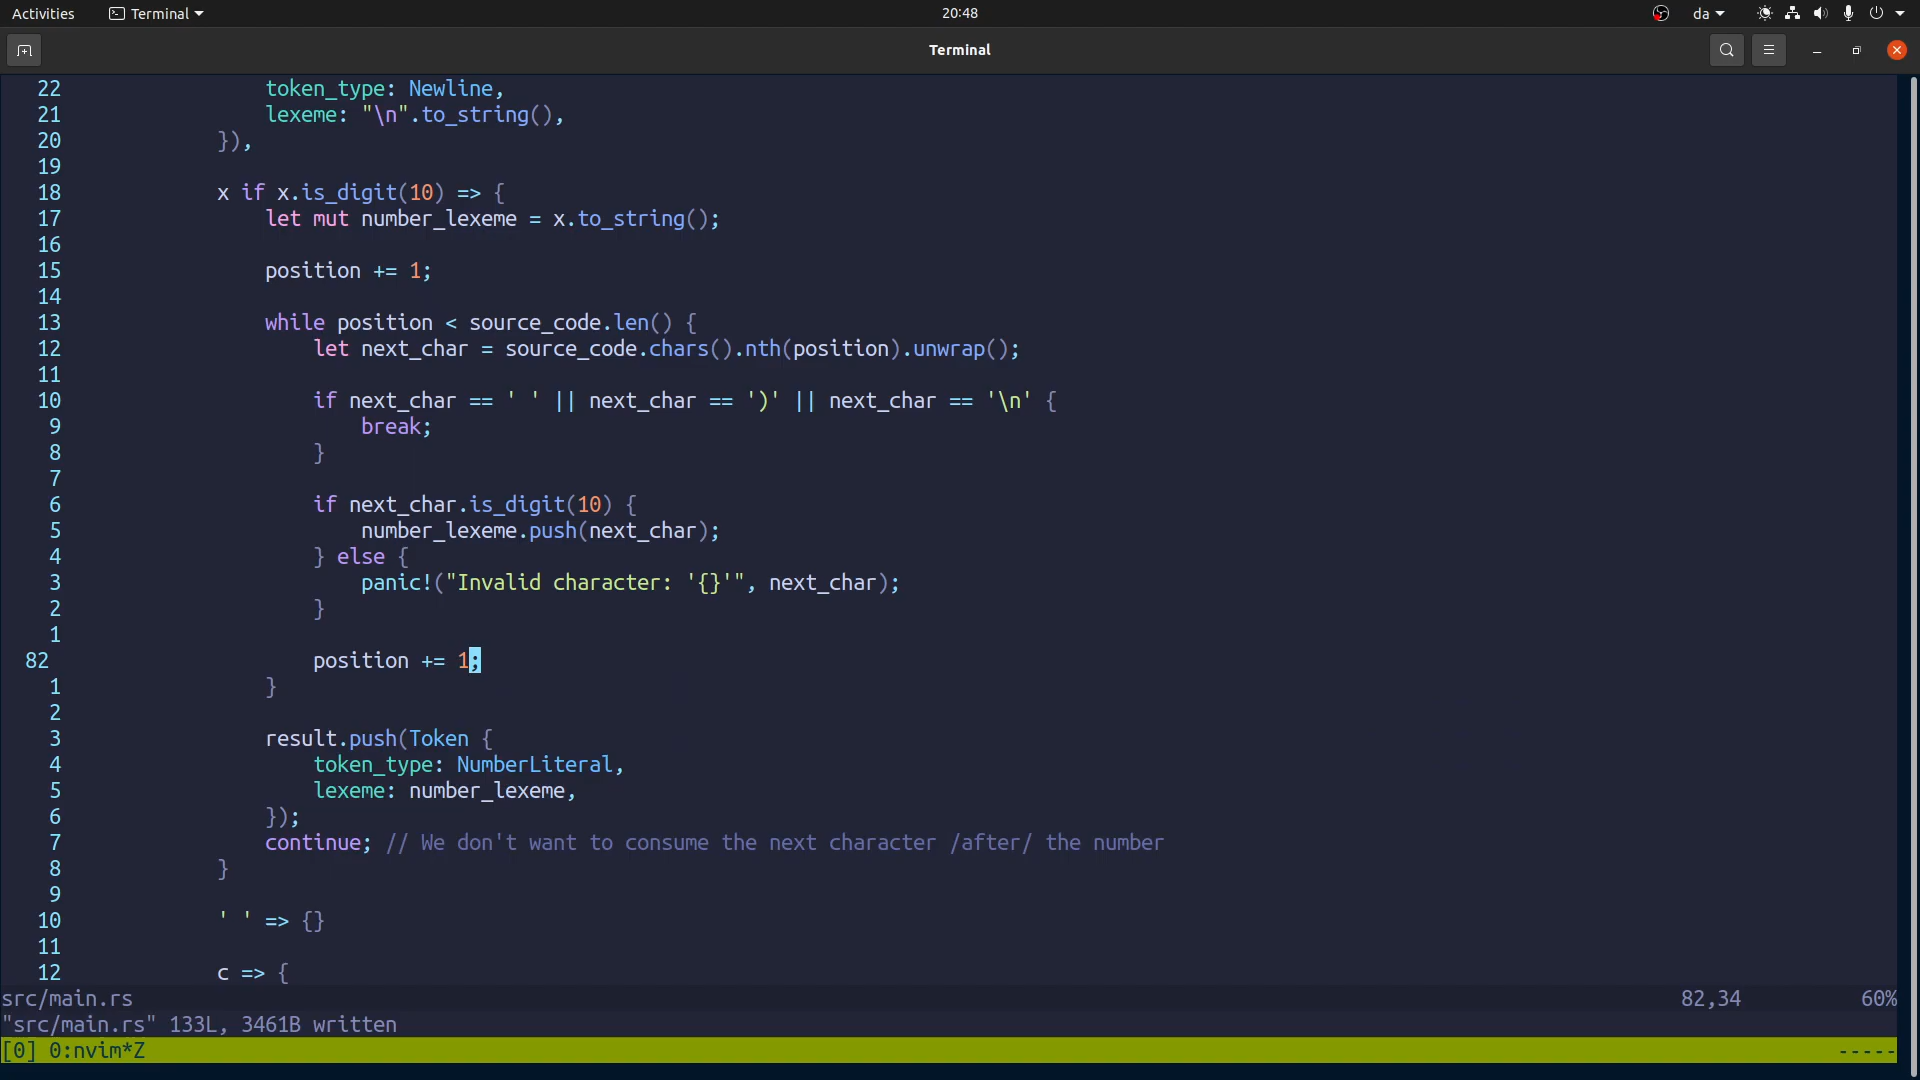 Activities Terminal 20:48 da
Terminal
22 token_type: Newline,
21 lexeme: "\n".to_string(),
20 }),
19
18 x if x.is_digit(10) => {
17 let mut number_lexeme = x.to_string();
16
15 position += 1;
14
13 while position < source_code.len() {
12 let next_char = source_code.chars().nth(position).unwrap();
11
10 if next_char == ' ' || next_char == ')' || next_char == '\n' {
9 break;
8 }
7
6 if next_char.is_digit(10) {
5 number_lexeme.push(next_char);
4 } else {
3 panic!("Invalid character: '{}'", next_char);
2 }
1
82 position += 1;
1 }
2
3 result.push(Token {
4 token_type: NumberLiteral,
5 lexeme: number_lexeme,
6 });
7 continue; // We don't want to consume the next character /after/ the number
8 }
9
10 ' ' => {}
11
12 c => {
src/main.rs 82,34 60%
"src/main.rs" 133L, 3461B written
[0] 0:nvim*Z -----